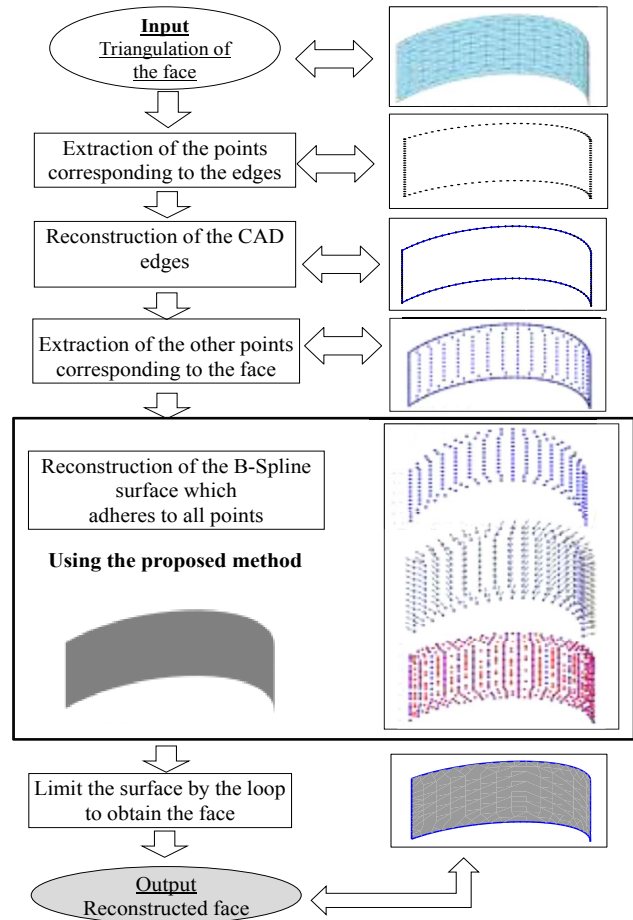 Input
Triangulation of
the face
Extraction of the points
corresponding to the edges
Reconstruction of the CAD
edges
Extraction of the other points
corresponding to the face
Reconstruction of the B-Spline
surface which
adheres to all points
Using the proposed method
Limit the surface by the loop
to obtain the face
Output
Reconstructed face